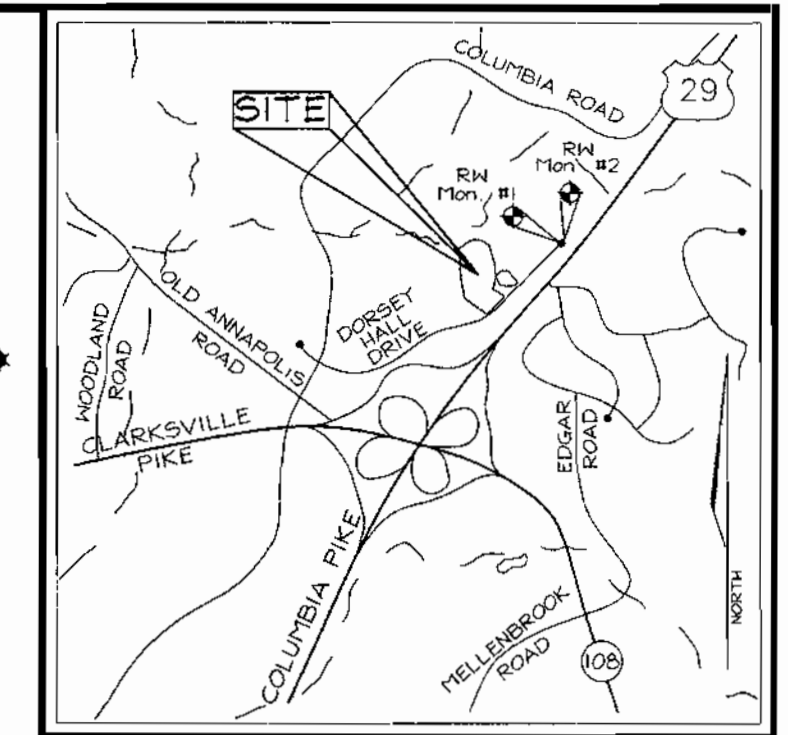 COLUMBIA ROAD
29
SITE
RW
Mon. #2
RW
Mon. #1
OLD ANNAPOLIS
ROAD
DORSEY
HALL
DRIVE
WOODLAND
ROAD
CLARKSVILLE
PIKE
EDGAR
ROAD
COLUMBIA PIKE
MELLENBROOK
ROAD
108
NORTH